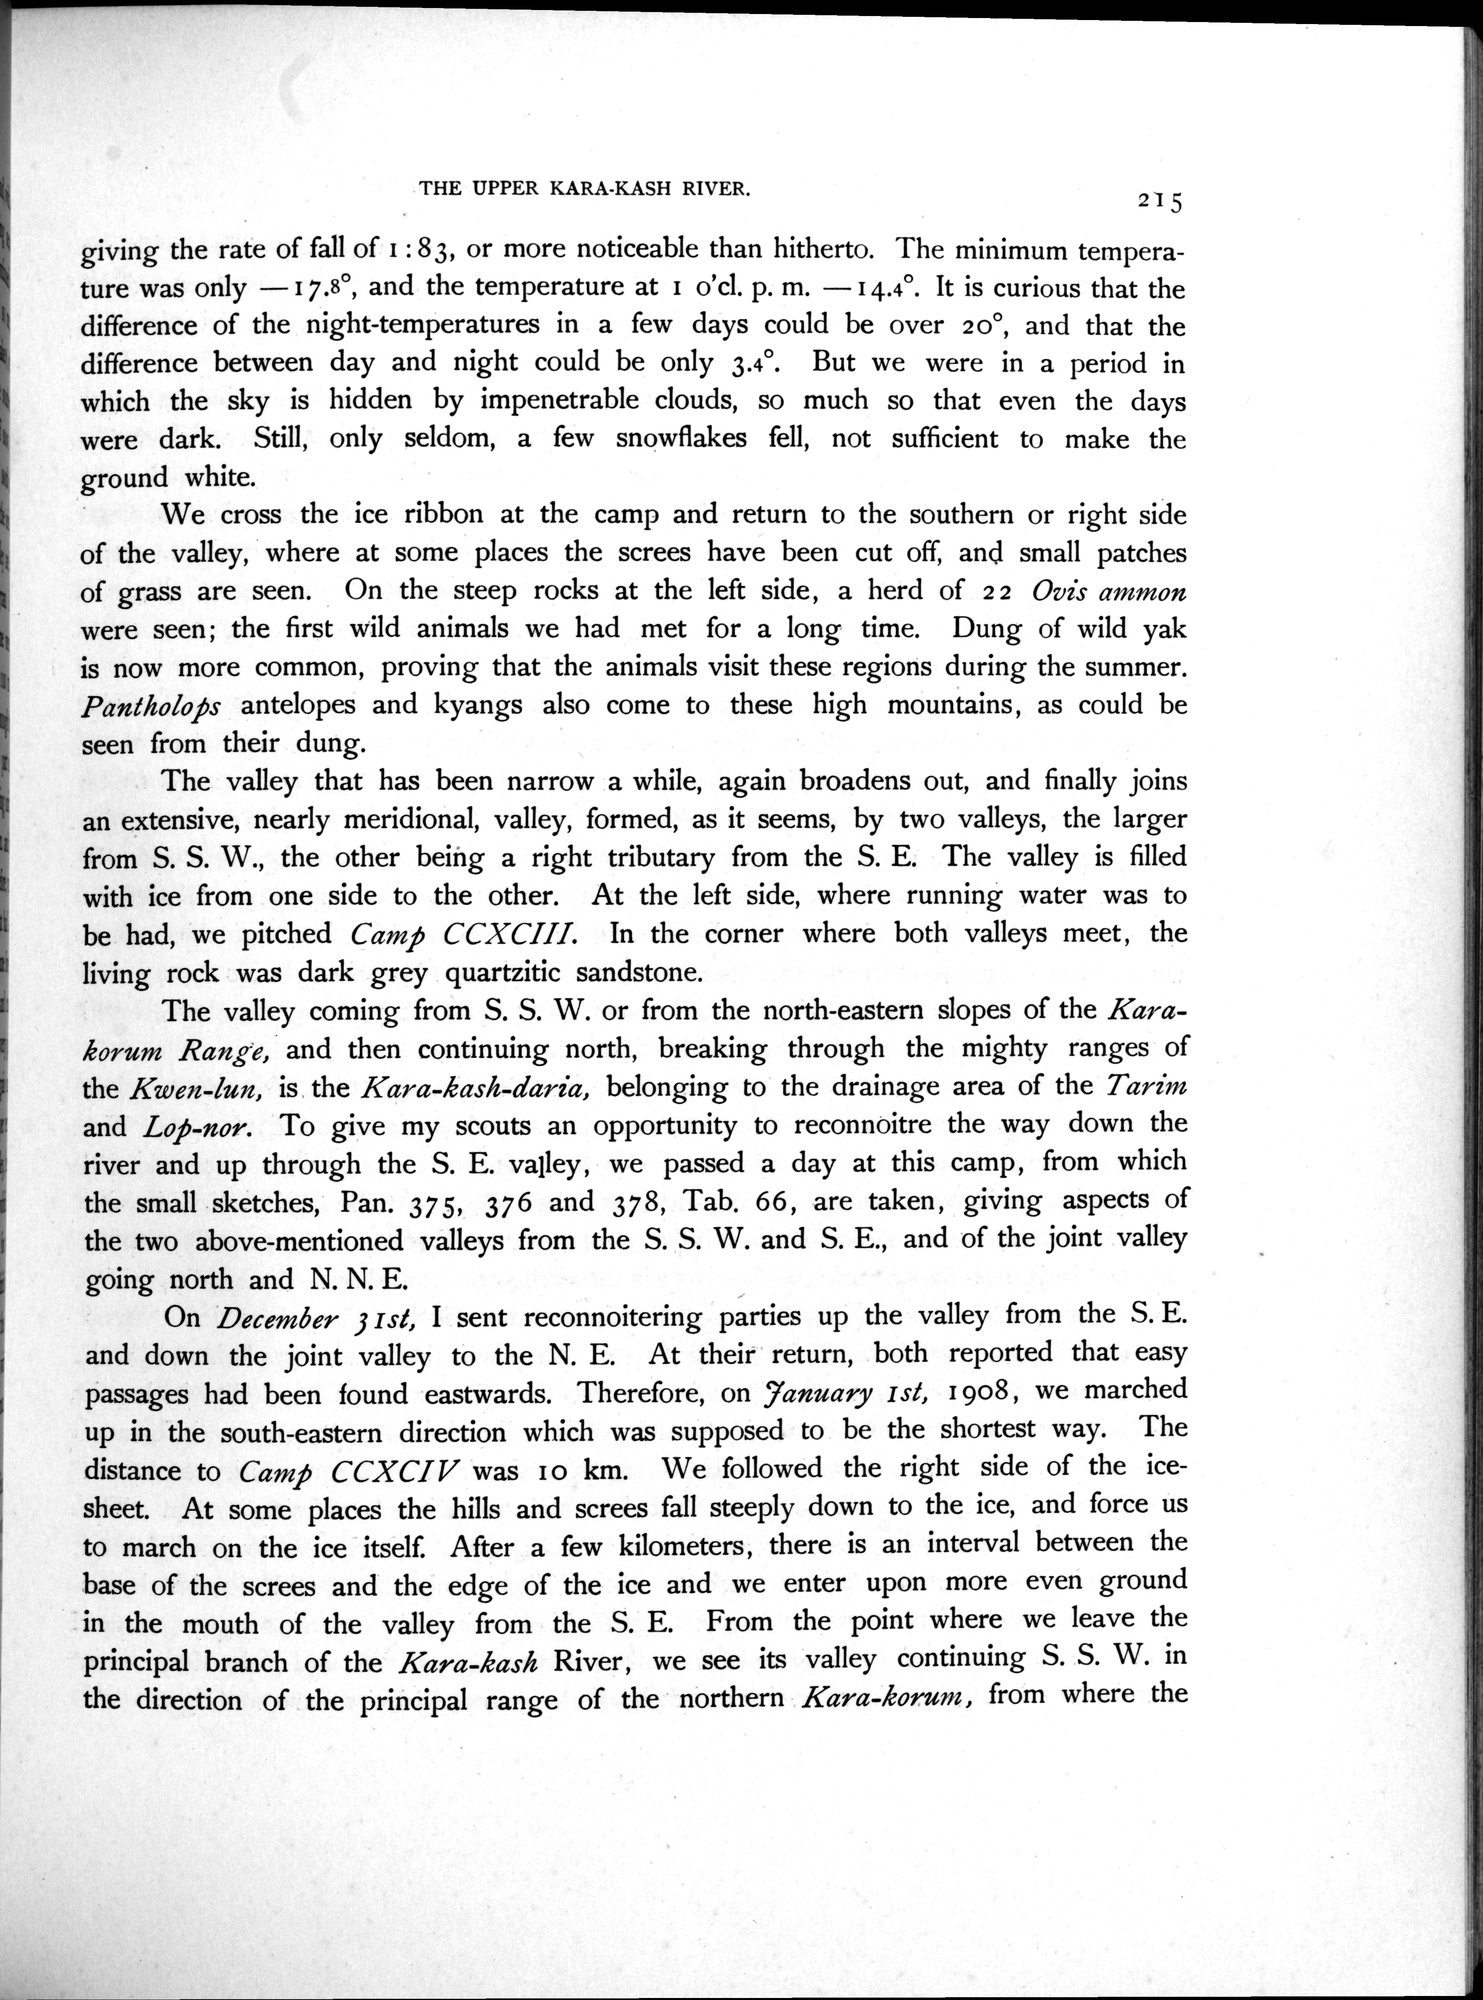 THE UPPER KARA-KASH RIVER.
215
giving the rate of fall of 1 : 83, or more noticeable than hitherto. The minimum tempera-
ture was only —17.8°, and the temperature at 1 o'cl. p. m. —14.4°. It is curious that the
difference of the night-temperatures in a few days could be over 20°, and that the
difference between day and night could be only 3.4°. But we were in a period in
which the sky is hidden by impenetrable clouds, so much so that even the days
were dark. Still, only seldom, a few snowflakes fell, not sufficient to make the
ground white.
We cross the ice ribbon at the camp and return to the southern or right side
of the valley, where at some places the screes have been cut off, and small patches
of grass are seen. On the steep rocks at the left side, a herd of 22 Ovis ammon
were seen; the first wild animals we had met for a long time. Dung of wild yak
is now more common, proving that the animals visit these regions during the summer.
Pantholops antelopes and kyangs also come to these high mountains, as could be
seen from their dung.
The valley that has been narrow a while, again broadens out, and finally joins
an extensive, nearly meridional, valley, formed, as it seems, by two valleys, the larger
from S. S. W., the other being a right tributary from the S. E. The valley is filled
with ice from one side to the other. At the left side, where running water was to
be had, we pitched Camp CCXCIII. In the corner where both valleys meet, the
living rock was dark grey quartzitic sandstone.
The valley coming from S. S. W. or from the north-eastern slopes of the Kara-
korum Range, and then continuing north, breaking through the mighty ranges of
the Kwen-lun, is the Kara-kash-daria, belonging to the drainage area of the Tarim
and Lop-nor. To give my scouts an opportunity to reconnoitre the way down the
river and up through the S. E. valley, we passed a day at this camp, from which
the small sketches, Pan. 375, 376 and 378, Tab. 66, are taken, giving aspects of
the two above-mentioned valleys from the S. S. W. and S. E., and of the joint valley
going north and N. N. E.
On December 31st, I sent reconnoitering parties up the valley from the S. E.
and down the joint valley to the N. E. At their return, both reported that easy
passages had been found eastwards. Therefore, on January 1st, 1908, we marched
up in the south-eastern direction which was supposed to be the shortest way. The
distance to Camp CCXCIV was 10 km. We followed the right side of the ice-
sheet. At some places the hills and screes fall steeply down to the ice, and force us
to march on the ice itself. After a few kilometers, there is an interval between the
base of the screes and the edge of the ice and we enter upon more even ground
in the mouth of the valley from the S. E. From the point where we leave the
principal branch of the Kara-kash River, we see its valley continuing S. S. W. in
the direction of the principal range of the northern Kara-korum, from where the